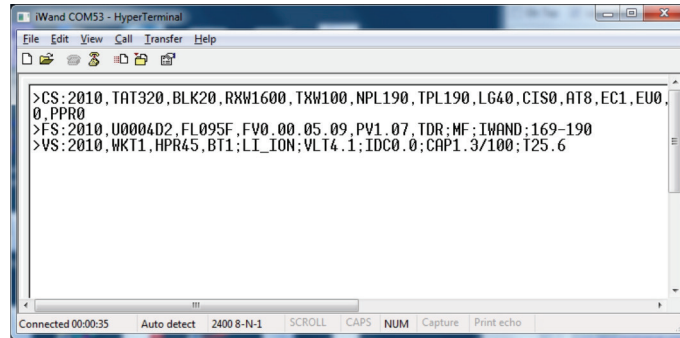 iWand COM53 - HyperTerminal
File Edit View Call Transfer Help
>CS:2010,TAT320,BLK20,RXW1600,TXW100,NPL190,TPL190,LG40,CIS0,AT8,EC1,EU0,
0,PPR0
>FS:2010,U0004D2,FL095F,FV0.00.05.09,PV1.07,TDR;MF;IWAND;169-190
>VS:2010,WKT1,HPR45,BT1;LI_ION;VLT4.1;IDC0.0;CAP1.3/100;T25.6
Connected 00:00:35 Auto detect 2400 8-N-1 SCROLL CAPS NUM Capture Print echo